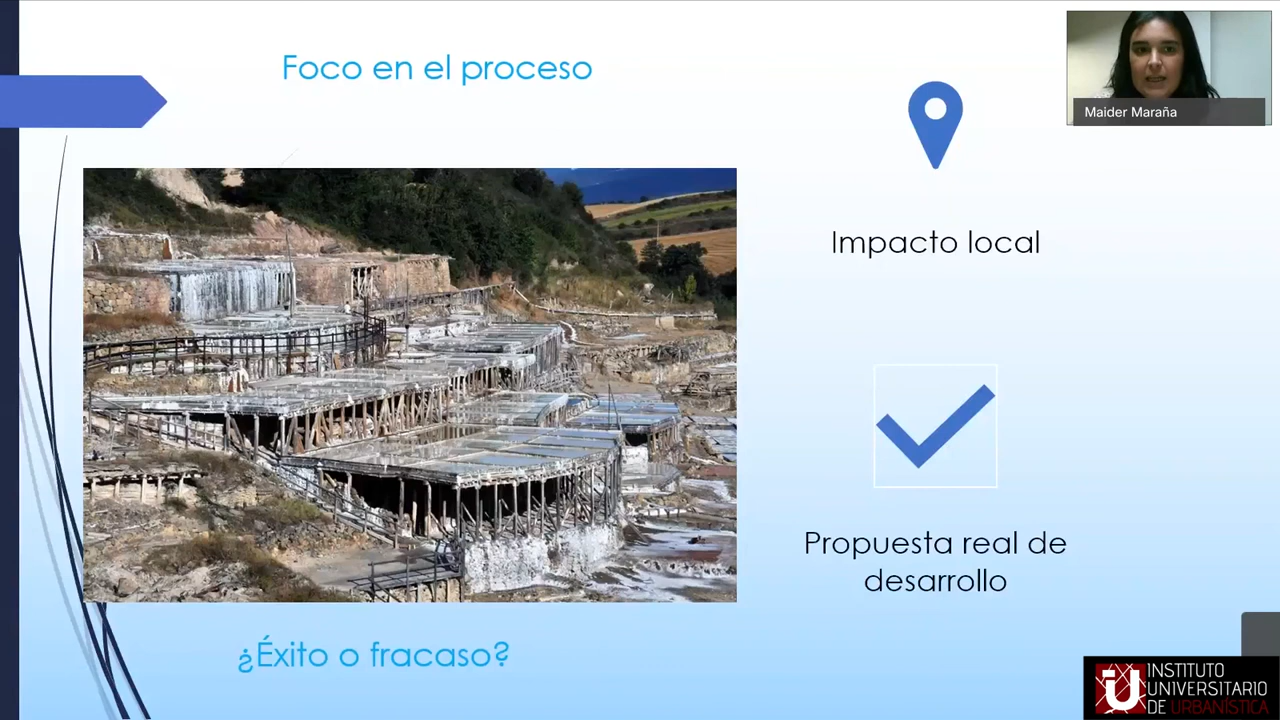 Foco en el proceso
Maider Maraña
Impacto local
Propuesta real de
desarrollo
¿Éxito o fracaso?
INSTITUTO
UNIVERSITARIO
DE URBANÍSTICA